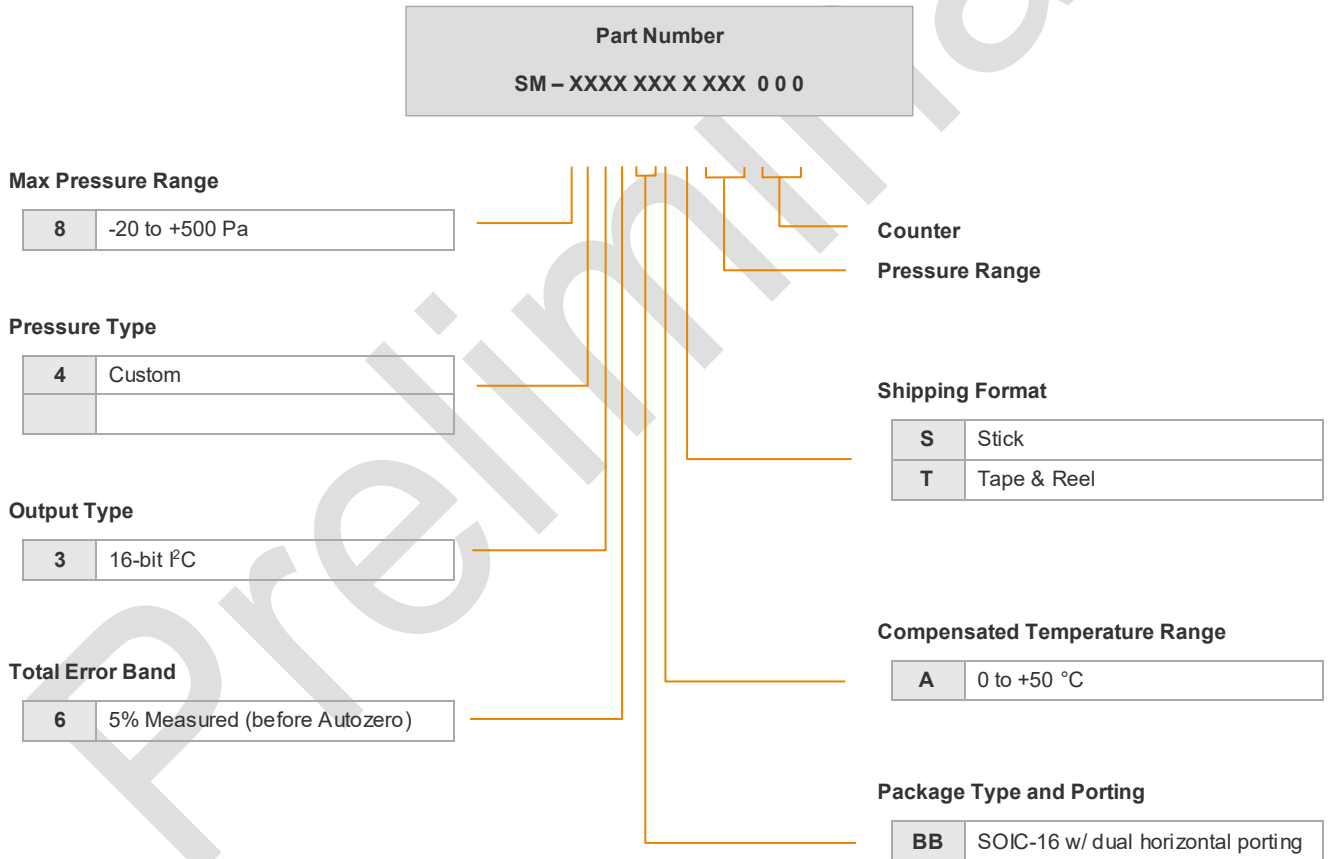 Part Number
SM – XXXX XXX X XXX 0 0 0
Max Pressure Range
8 -20 to +500 Pa
Counter
Pressure Range
Pressure Type
4 Custom
Shipping Format
S Stick
T Tape & Reel
Output Type
3 16-bit I²C
Compensated Temperature Range
A 0 to +50 °C
Total Error Band
6 5% Measured (before Autozero)
Package Type and Porting
BB SOIC-16 w/ dual horizontal porting
Prelimina